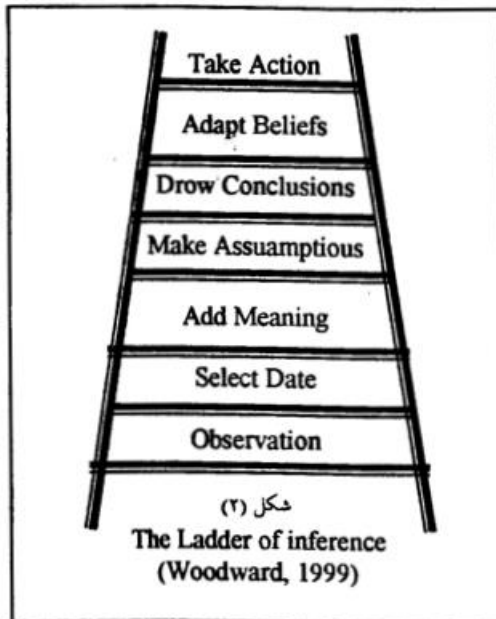 Take Action
Adapt Beliefs
Drow Conclusions
Make Assuamptious
Add Meaning
Select Date
Observation
شكل (٢)
The Ladder of inference
(Woodward, 1999)